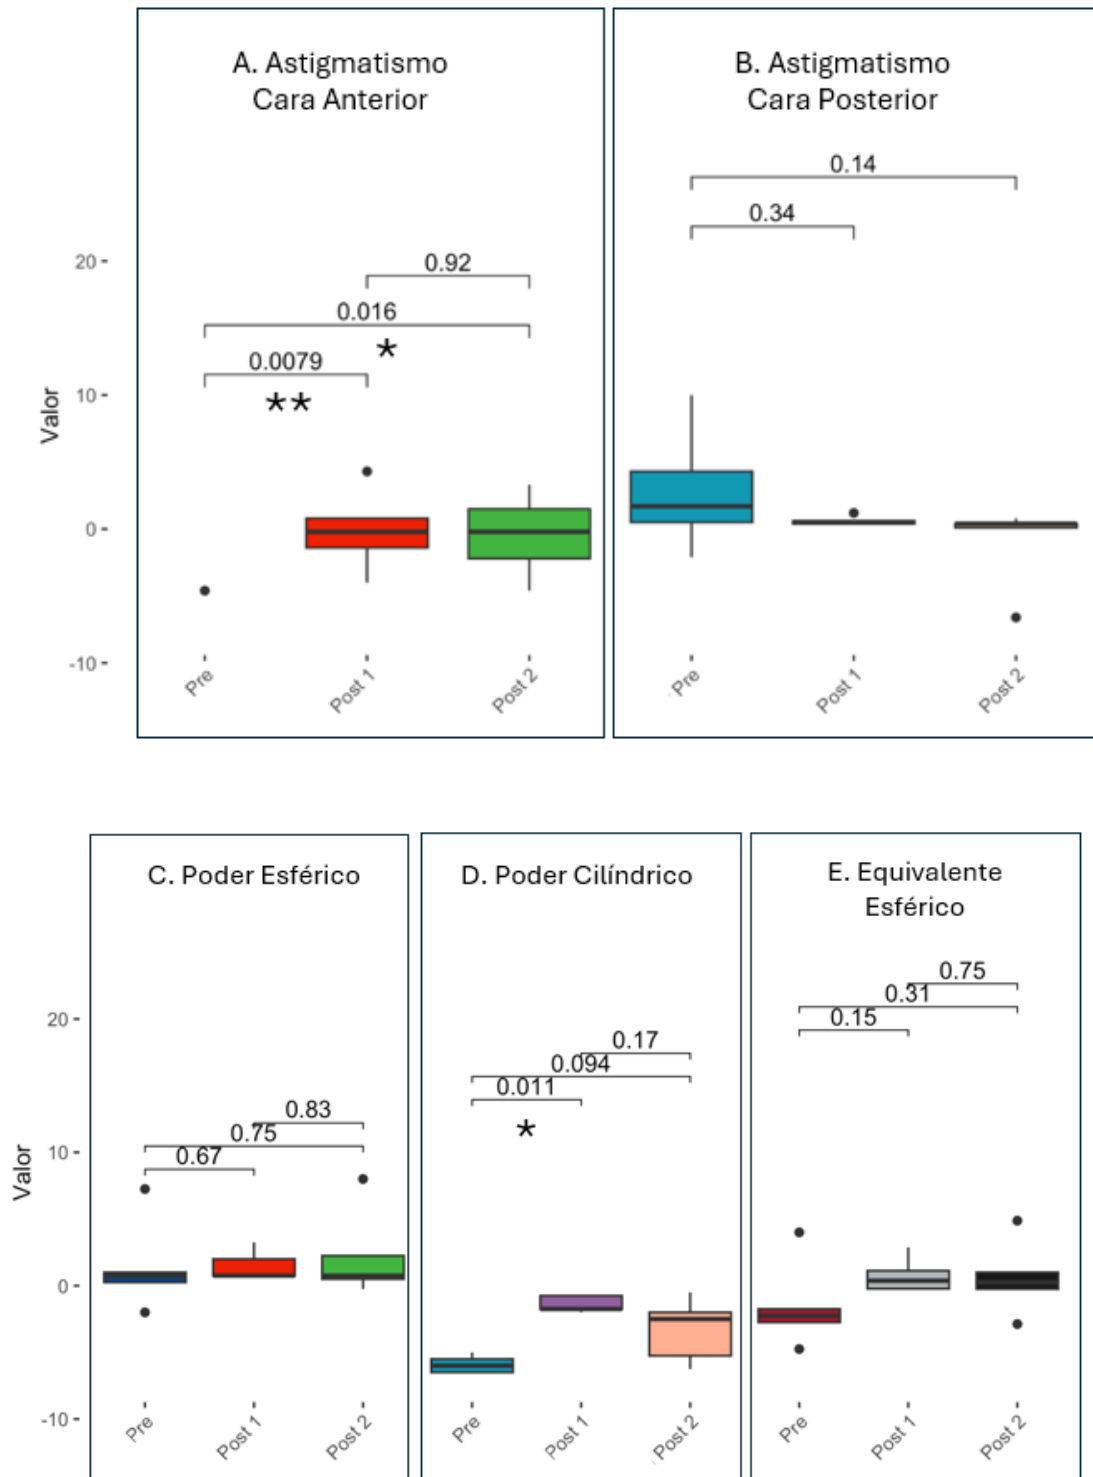 A. Astigmatismo
Cara Anterior
B. Astigmatismo
Cara Posterior
0.14
0.34
20
0.92
0.016
*
0.0079
**
10
Valor
0
-10
Pre
Post 1
Post 2
Pre
Post 1
Post 2
C. Poder Esférico
D. Poder Cilíndrico
E. Equivalente
Esférico
0.75
0.31
0.15
20
0.17
0.094
0.011
*
0.83
0.75
0.67
10
Valor
0
-10
Pre
Post 1
Post 2
Pre
Post 1
Post 2
Pre
Post 1
Post 2